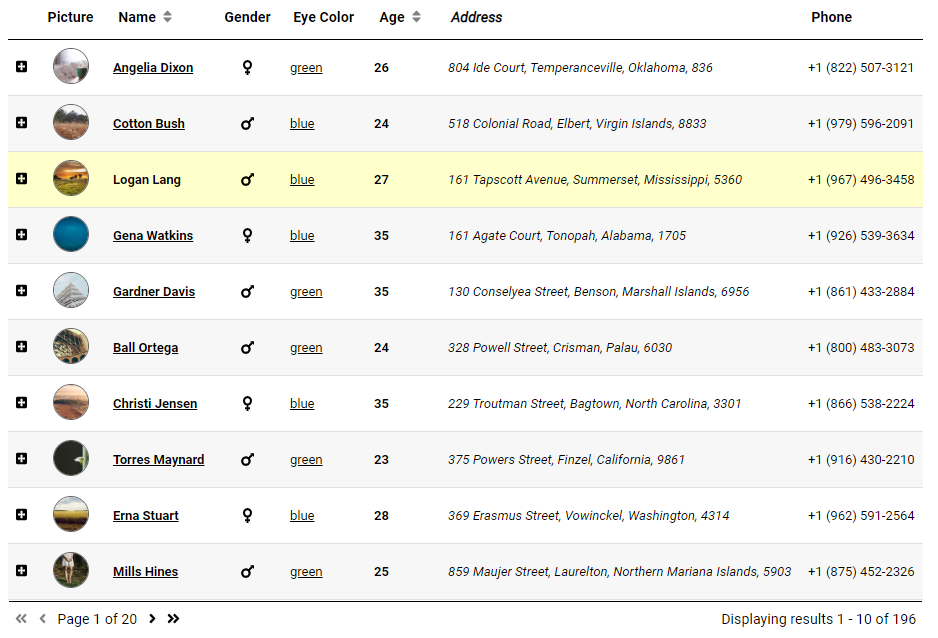 Picture Name Gender Eye Color Age Address Phone
Angelia Dixon green 26 804 Ide Court, Temperanceville, Oklahoma, 836 +1 (822) 507-3121
Cotton Bush blue 24 518 Colonial Road, Elbert, Virgin Islands, 8833 +1 (979) 596-2091
Logan Lang blue 27 161 Tapscott Avenue, Summerset, Mississippi, 5360 +1 (967) 496-3458
Gena Watkins blue 35 161 Agate Court, Tonopah, Alabama, 1705 +1 (926) 539-3634
Gardner Davis green 35 130 Conselyea Street, Benson, Marshall Islands, 6956 +1 (861) 433-2884
Ball Ortega green 24 328 Powell Street, Crisman, Palau, 6030 +1 (800) 483-3073
Christi Jensen blue 35 229 Troutman Street, Bagtown, North Carolina, 3301 +1 (866) 538-2224
Torres Maynard green 23 375 Powers Street, Finzel, California, 9861 +1 (916) 430-2210
Erna Stuart blue 28 369 Erasmus Street, Vowinckel, Washington, 4314 +1 (962) 591-2564
Mills Hines green 25 859 Maujer Street, Laurelton, Northern Mariana Islands, 5903 +1 (875) 452-2326
Page 1 of 20 Displaying results 1 - 10 of 196